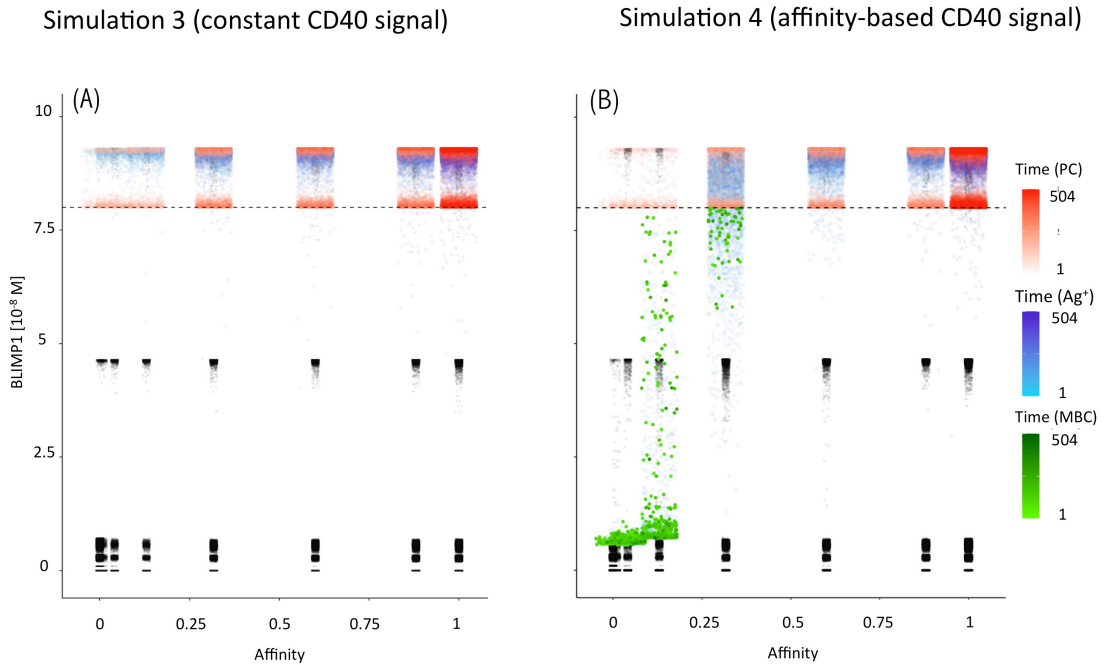 Simulation 3 (constant CD40 signal)
Simulation 4 (affinity-based CD40 signal)
(A)
(B)
10
7.5
5
2.5
0
BLIMP1 [10⁻⁸ M]
0
0.25
0.5
0.75
1
Affinity
0
0.25
0.5
0.75
1
Affinity
Time (PC)
504
1
Time (Ag⁺)
504
1
Time (MBC)
504
1